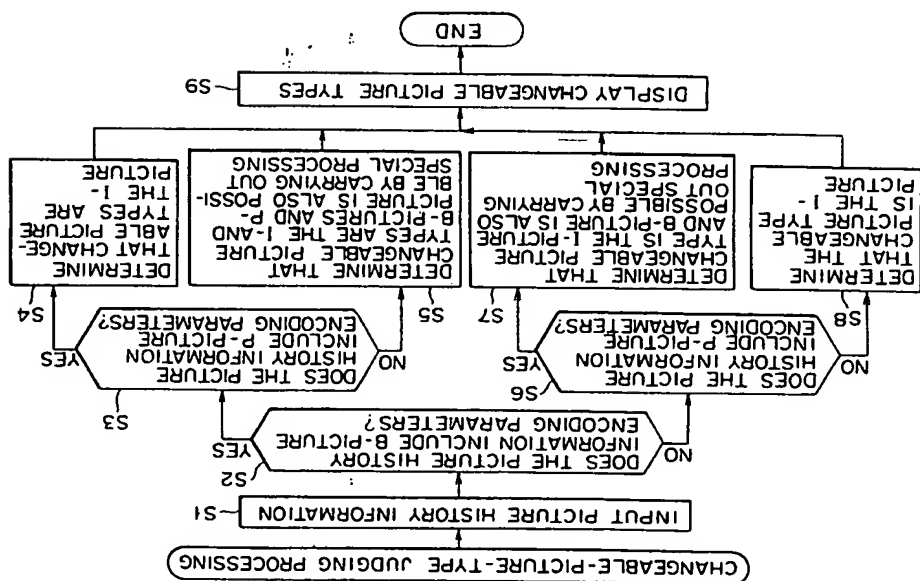 CHANGEABLE-PICTURE-TYPE JUDGING PROCESSING
INPUT PICTURE HISTORY INFORMATION
S1
DOES THE PICTURE HISTORY
INFORMATION INCLUDE B-PICTURE
ENCODING PARAMETERS?
S2
YES
NO
DOES THE PICTURE
HISTORY INFORMATION
INCLUDE P-PICTURE
ENCODING PARAMETERS?
S3
YES
NO
DETERMINE
THAT CHANGE-
ABLE PICTURE
TYPES ARE
THE I-
PICTURE
S4
DETERMINE THAT
CHANGEABLE PICTURE
TYPES ARE THE I-AND
B-PICTURES AND P-
PICTURE IS ALSO POSSI-
BLE BY CARRYING OUT
SPECIAL PROCESSING
S5
DOES THE PICTURE
HISTORY INFORMATION
INCLUDE P-PICTURE
ENCODING PARAMETERS?
S6
YES
NO
DETERMINE THAT
CHANGEABLE PICTURE
TYPE IS THE I-PICTURE
AND B-PICTURE IS ALSO
POSSIBLE BY CARRYING
OUT SPECIAL
PROCESSING
S7
DETERMINE
THAT THE
CHANGEABLE
PICTURE TYPE
IS THE I-
PICTURE
S8
DISPLAY CHANGEABLE PICTURE TYPES
S9
END